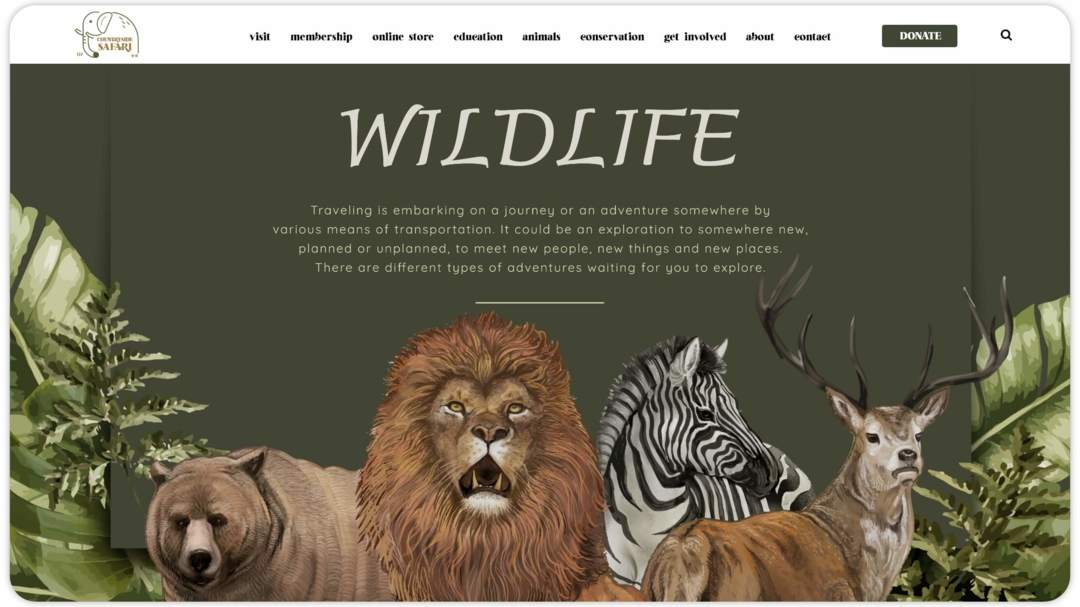 COUNTRYSIDE
SAFARI
visit membership online store education animals conservation get involved about contact
DONATE
WILDLIFE
Traveling is embarking on a journey or an adventure somewhere by
various means of transportation. It could be an exploration to somewhere new,
planned or unplanned, to meet new people, new things and new places.
There are different types of adventures waiting for you to explore.